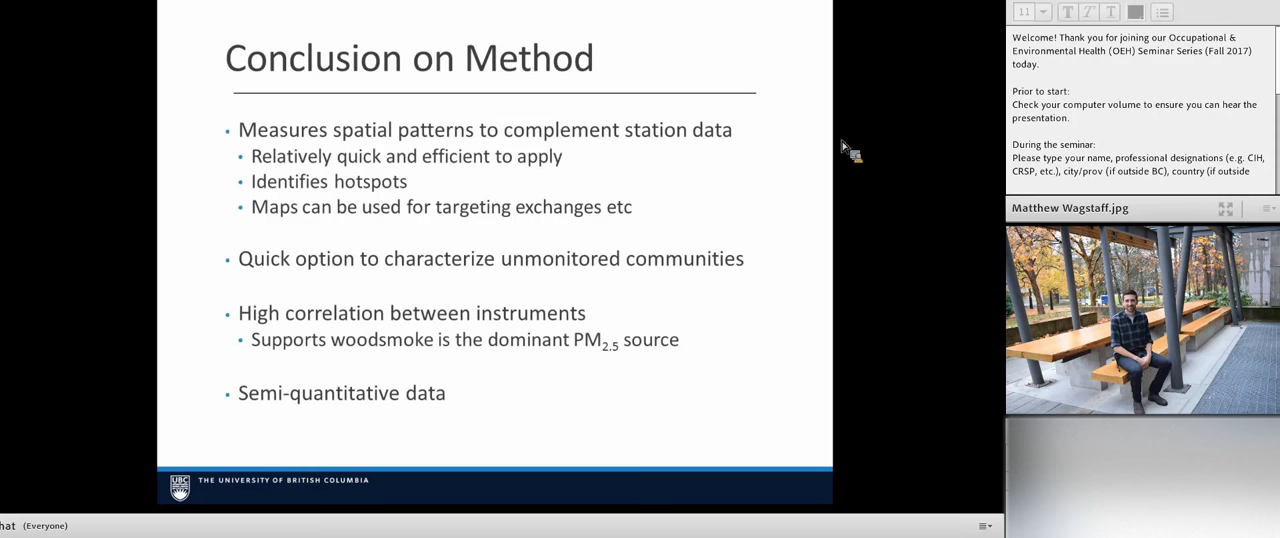 Conclusion on Method
• Measures spatial patterns to complement station data
• Relatively quick and efficient to apply
• Identifies hotspots
• Maps can be used for targeting exchanges etc
• Quick option to characterize unmonitored communities
• High correlation between instruments
• Supports woodsmoke is the dominant PM2.5 source
• Semi-quantitative data
UBC
THE UNIVERSITY OF BRITISH COLUMBIA
hat (Everyone)
11
T T T
Welcome! Thank you for joining our Occupational &
Environmental Health (OEH) Seminar Series (Fall 2017)
today.
Prior to start:
Check your computer volume to ensure you can hear the
presentation.
During the seminar:
Please type your name, professional designations (e.g. CIH,
CRSP, etc.), city/prov (if outside BC), country (if outside
Matthew Wagstaff.jpg